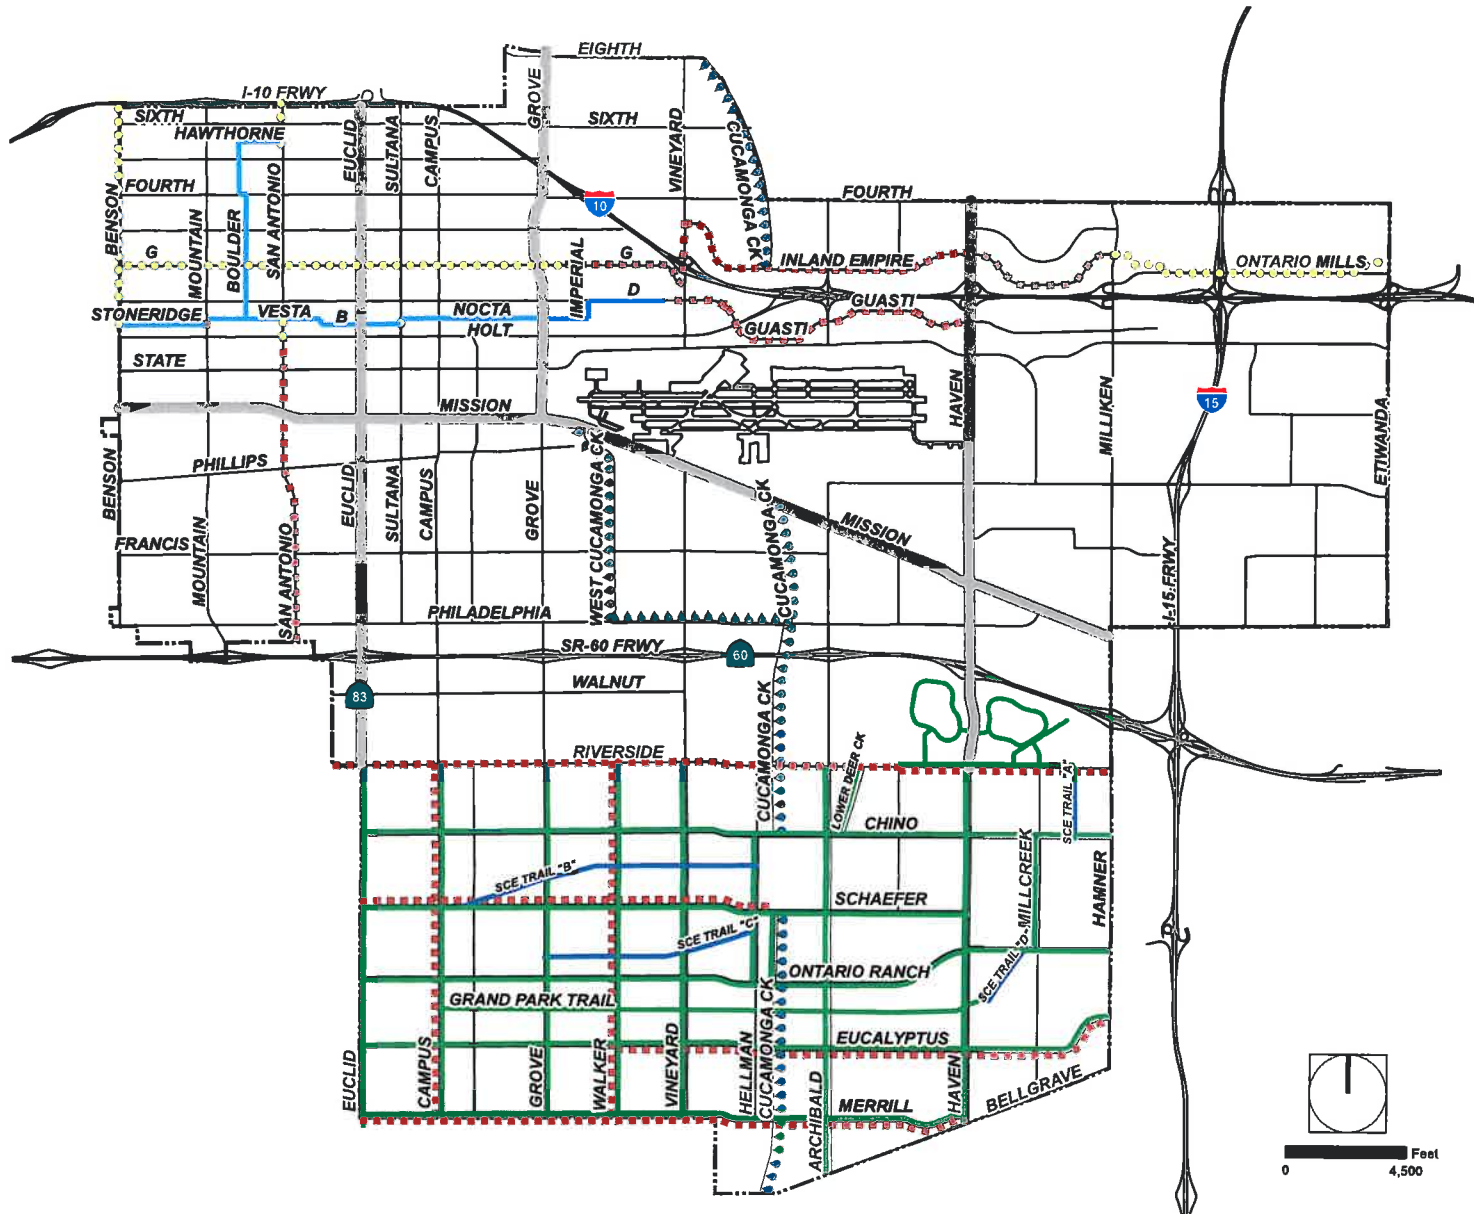 EIGHTH
I-10 FRWY
SIXTH
HAWTHORNE
EUCLID
SULTANA
CAMPUS
GROVE
SIXTH
VINEYARD
CUCAMONGA CK
10
FOURTH
FOURTH
BENSON
MOUNTAIN
BOULDER
SAN ANTONIO
G
IMPERIAL
G
INLAND EMPIRE
ONTARIO MILLS
STONERIDGE
VESTA
B
NOCTA
D
GUASTI
HOLT
GUASTI
STATE
MISSION
HAVEN
MILLIKEN
15
ETIWANDA
BENSON
PHILLIPS
EUCLID
SULTANA
CAMPUS
GROVE
WEST CUCAMONGA CK
CUCAMONGA CK
MISSION
FRANCIS
MOUNTAIN
SAN ANTONIO
I-15 FRWY
PHILADELPHIA
SR-60 FRWY
60
WALNUT
83
RIVERSIDE
CUCAMONGA CK
LOWER DEER CK
SCE TRAIL "A"
CHINO
MILLCREEK
HAMNER
SCE TRAIL "B"
SCHAEFER
SCE TRAIL "C"
SCE TRAIL "D"
ONTARIO RANCH
GRAND PARK TRAIL
EUCALYPTUS
EUCLID
CAMPUS
GROVE
WALKER
VINEYARD
HELLMAN
CUCAMONGA CK
ARCHIBALD
MERRILL
HAVEN
BELLGRAVE
Feet
0 4,500